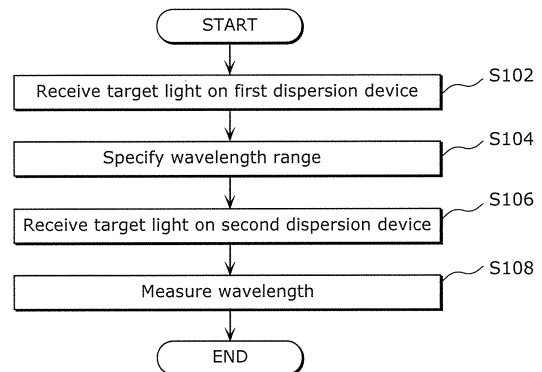 START
Receive target light on first dispersion device
S102
Specify wavelength range
S104
Receive target light on second dispersion device
S106
Measure wavelength
S108
END